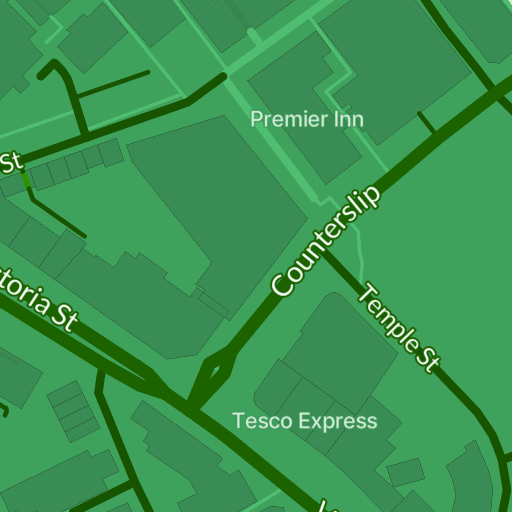 Premier Inn
St
Counterslip
toria St
Temple St
Tesco Express